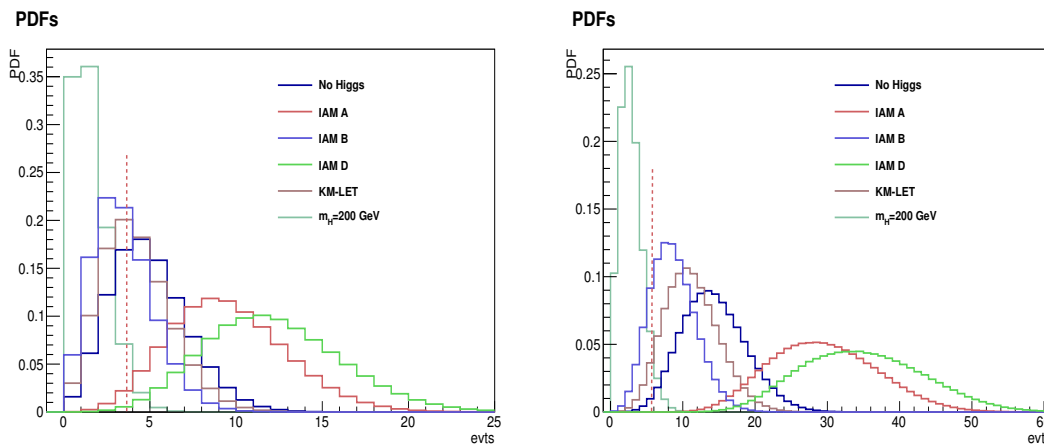 PDFs
PDF
0.35
0.3
0.25
0.2
0.15
0.1
0.05
0
No Higgs
IAM A
IAM B
IAM D
KM-LET
m_H=200 GeV
0 5 10 15 20 25
evts
PDFs
PDF
0.25
0.2
0.15
0.1
0.05
0
No Higgs
IAM A
IAM B
IAM D
KM-LET
m_H=200 GeV
0 10 20 30 40 50